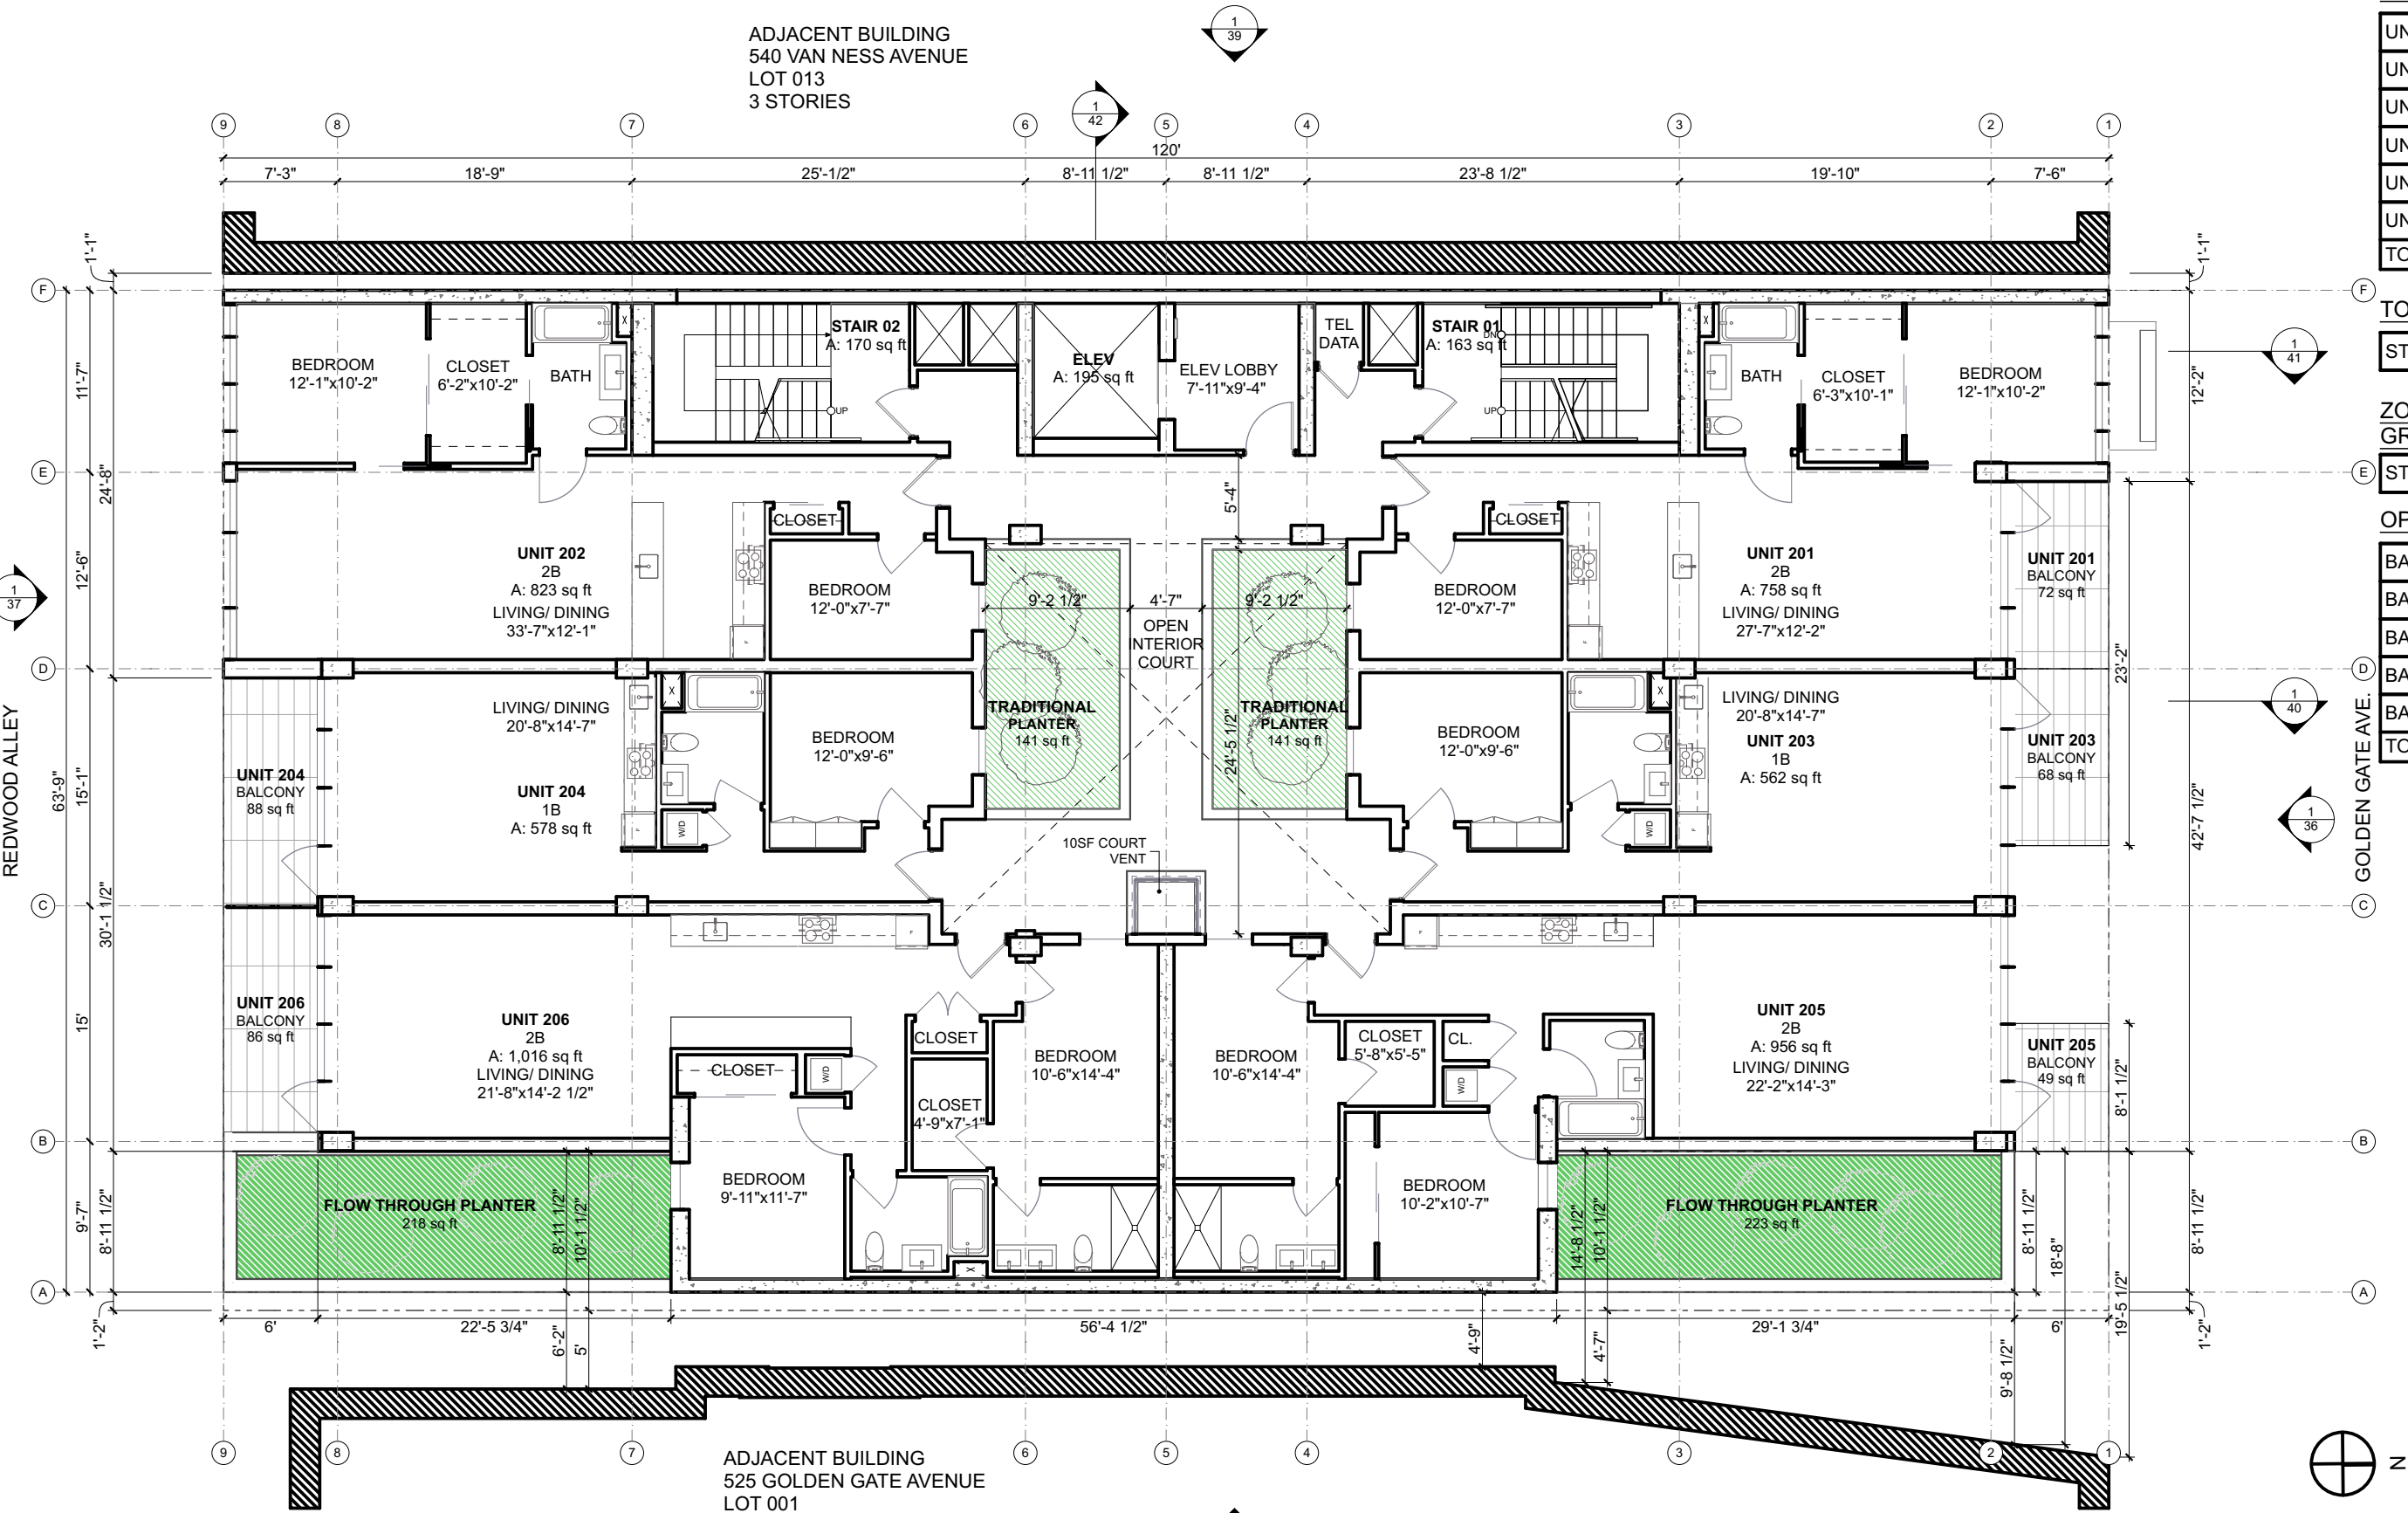 ADJACENT BUILDING
540 VAN NESS AVENUE
LOT 013
3 STORIES
1
39
1
42
9
8
7
6
5
4
3
2
1
120'
7'-3"
18'-9"
25'-1/2"
8'-11 1/2"
8'-11 1/2"
23'-8 1/2"
19'-10"
7'-6"
1'-1"
1'-1"
F
F
BEDROOM
12'-1"x10'-2"
CLOSET
6'-2"x10'-2"
BATH
X
STAIR 02
A: 170 sq ft
UP
ELEV
A: 195 sq ft
ELEV LOBBY
7'-11"x9'-4"
TEL
DATA
STAIR 01
A: 163 sq ft
DN
UP
X
BATH
CLOSET
6'-3"x10'-1"
BEDROOM
12'-1"x10'-2"
1
41
11'-7"
12'-2"
24'-8"
E
E
5'-4"
CLOSET
CLOSET
UNIT 202
2B
A: 823 sq ft
LIVING/ DINING
33'-7"x12'-1"
F
BEDROOM
12'-0"x7'-7"
9'-2 1/2"
4'-7"
9'-2 1/2"
OPEN
INTERIOR
COURT
BEDROOM
12'-0"x7'-7"
F
UNIT 201
2B
A: 758 sq ft
LIVING/ DINING
27'-7"x12'-2"
UNIT 201
BALCONY
72 sq ft
1
37
12'-6"
23'-2"
D
D
REDWOOD ALLEY
63'-9"
15'-1"
UNIT 204
BALCONY
88 sq ft
LIVING/ DINING
20'-8"x14'-7"
UNIT 204
1B
A: 578 sq ft
X
F
W/D
BEDROOM
12'-0"x9'-6"
TRADITIONAL
PLANTER
141 sq ft
24'-5 1/2"
TRADITIONAL
PLANTER
141 sq ft
BEDROOM
12'-0"x9'-6"
X
W/D
F
LIVING/ DINING
20'-8"x14'-7"
UNIT 203
1B
A: 562 sq ft
UNIT 203
BALCONY
68 sq ft
42'-7 1/2"
1
40
1
36
GOLDEN GATE AVE.
10SF COURT
VENT
C
C
30'-1 1/2"
15'
F
F
UNIT 206
BALCONY
86 sq ft
UNIT 206
2B
A: 1,016 sq ft
LIVING/ DINING
21'-8"x14'-2 1/2"
CLOSET
W/D
CLOSET
CLOSET
4'-9"x7'-1"
BEDROOM
10'-6"x14'-4"
BEDROOM
10'-6"x14'-4"
CLOSET
5'-8"x5'-5"
CL.
W/D
UNIT 205
2B
A: 956 sq ft
LIVING/ DINING
22'-2"x14'-3"
UNIT 205
BALCONY
49 sq ft
8'-1 1/2"
B
B
9'-7"
8'-11 1/2"
FLOW THROUGH PLANTER
218 sq ft
8'-11 1/2"
10'-1 1/2"
BEDROOM
9'-11"x11'-7"
X
BEDROOM
10'-2"x10'-7"
14'-8 1/2"
10'-1 1/2"
FLOW THROUGH PLANTER
223 sq ft
8'-11 1/2"
18'-8"
8'-11 1/2"
A
A
1'-2"
6'
22'-5 3/4"
6'-2"
5'
56'-4 1/2"
4'-9"
4'-7"
29'-1 3/4"
9'-8 1/2"
6'
19'-5 1/2"
1'-2"
9
8
7
6
5
4
3
2
1
ADJACENT BUILDING
525 GOLDEN GATE AVENUE
LOT 001
N
UN
UN
UN
UN
UN
UN
TO
TO
ST
ZO
GR
ST
OP
BA
BA
BA
BA
BA
TO